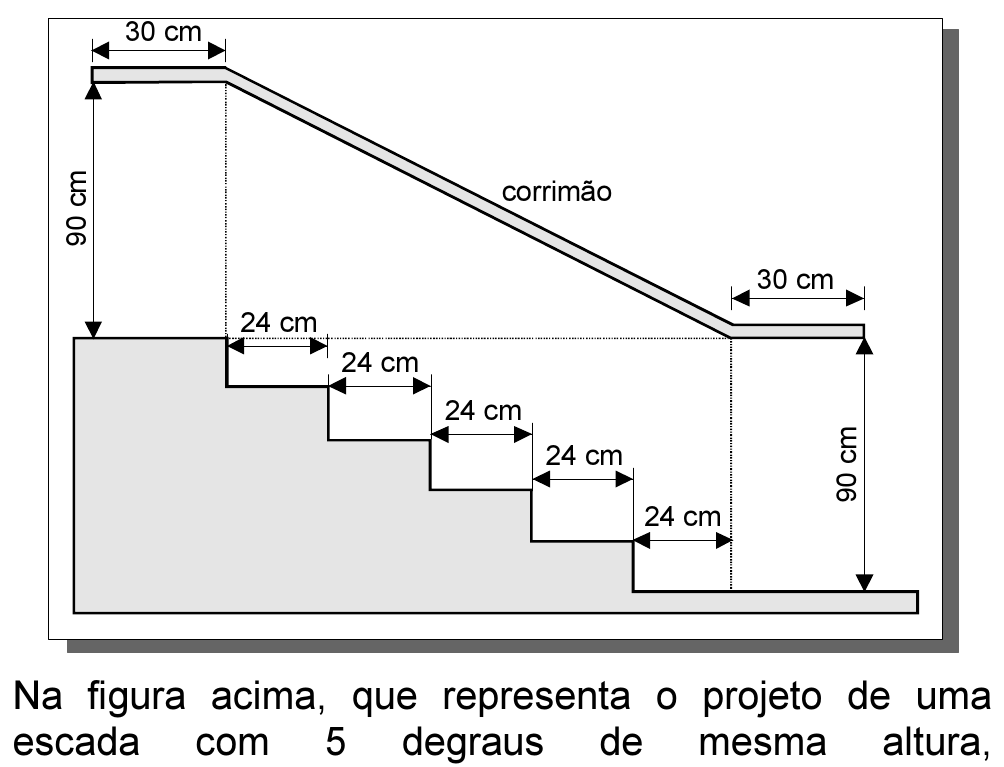 30 cm
90 cm
corrimão
30 cm
24 cm
24 cm
24 cm
24 cm
24 cm
90 cm
Na figura acima, que representa o projeto de uma
escada com 5 degraus de mesma altura,